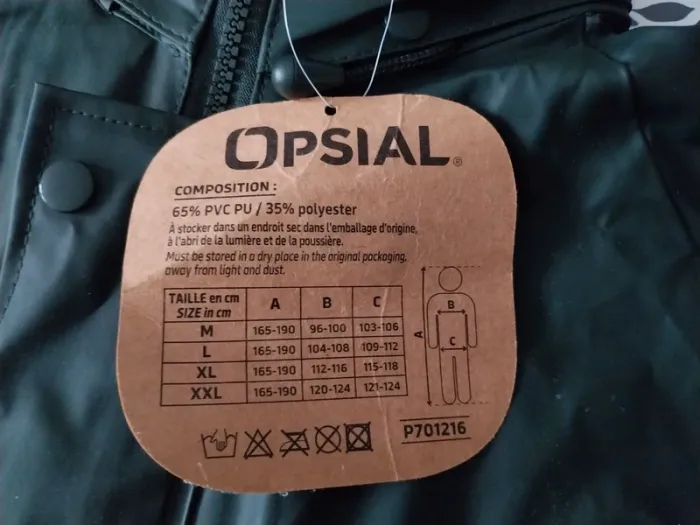 OPSIAL®
COMPOSITION :
65% PVC PU / 35% polyester
À stocker dans un endroit sec dans l'emballage d'origine,
à l'abri de la lumière et de la poussière.
Must be stored in a dry place in the original packaging,
away from light and dust.
TAILLE en cm
SIZE in cm
A B C
M 165-190 96-100 103-106
L 165-190 104-108 109-112
XL 165-190 112-116 115-118
XXL 165-190 120-124 121-124
A
B
C
P701216